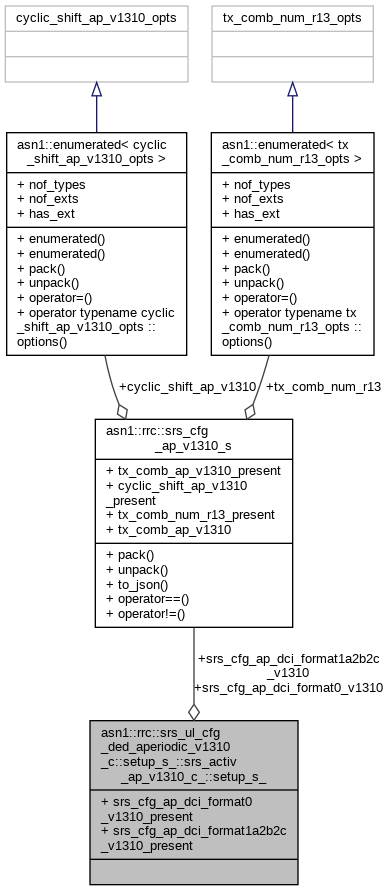 cyclic_shift_ap_v1310_opts
tx_comb_num_r13_opts
asn1::enumerated< cyclic
_shift_ap_v1310_opts >
+ nof_types
+ nof_exts
+ has_ext
+ enumerated()
+ enumerated()
+ pack()
+ unpack()
+ operator=()
+ operator typename cyclic
_shift_ap_v1310_opts ::
options()
asn1::enumerated< tx
_comb_num_r13_opts >
+ nof_types
+ nof_exts
+ has_ext
+ enumerated()
+ enumerated()
+ pack()
+ unpack()
+ operator=()
+ operator typename tx
_comb_num_r13_opts ::
options()
+cyclic_shift_ap_v1310
+tx_comb_num_r13
asn1::rrc::srs_cfg
_ap_v1310_s
+ tx_comb_ap_v1310_present
+ cyclic_shift_ap_v1310
_present
+ tx_comb_num_r13_present
+ tx_comb_ap_v1310
+ pack()
+ unpack()
+ to_json()
+ operator==()
+ operator!=()
+srs_cfg_ap_dci_format1a2b2c
_v1310
+srs_cfg_ap_dci_format0_v1310
asn1::rrc::srs_ul_cfg
_ded_aperiodic_v1310
_c::setup_s_::srs_activ
_ap_v1310_c_::setup_s_
+ srs_cfg_ap_dci_format0
_v1310_present
+ srs_cfg_ap_dci_format1a2b2c
_v1310_present